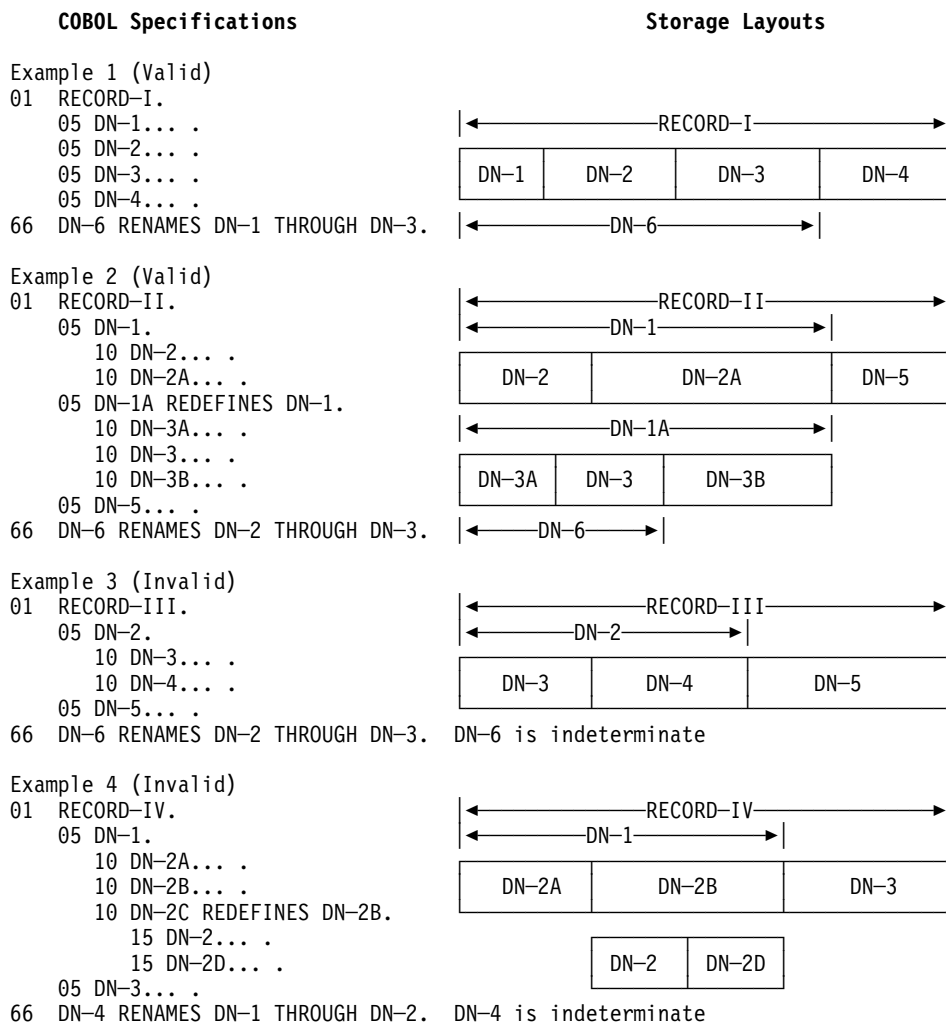 COBOL Specifications Storage Layouts
Example 1 (Valid)
01 RECORD—I.
05 DN—1... . RECORD—I
05 DN—2... .
05 DN—3... . DN—1 DN—2 DN—3 DN—4
05 DN—4... .
66 DN—6 RENAMES DN—1 THROUGH DN—3. DN—6
Example 2 (Valid)
01 RECORD—II. RECORD—II
05 DN—1. DN—1
10 DN—2... .
10 DN—2A... . DN—2 DN—2A DN—5
05 DN—1A REDEFINES DN—1.
10 DN—3A... . DN—1A
10 DN—3... .
10 DN—3B... . DN—3A DN—3 DN—3B
05 DN—5... .
66 DN—6 RENAMES DN—2 THROUGH DN—3. DN—6
Example 3 (Invalid)
01 RECORD—III. RECORD—III
05 DN—2. DN—2
10 DN—3... .
10 DN—4... . DN—3 DN—4 DN—5
05 DN—5... .
66 DN—6 RENAMES DN—2 THROUGH DN—3. DN—6 is indeterminate
Example 4 (Invalid)
01 RECORD—IV. RECORD—IV
05 DN—1. DN—1
10 DN—2A... .
10 DN—2B... . DN—2A DN—2B DN—3
10 DN—2C REDEFINES DN—2B.
15 DN—2... .
15 DN—2D... . DN—2 DN—2D
05 DN—3... .
66 DN—4 RENAMES DN—1 THROUGH DN—2. DN—4 is indeterminate